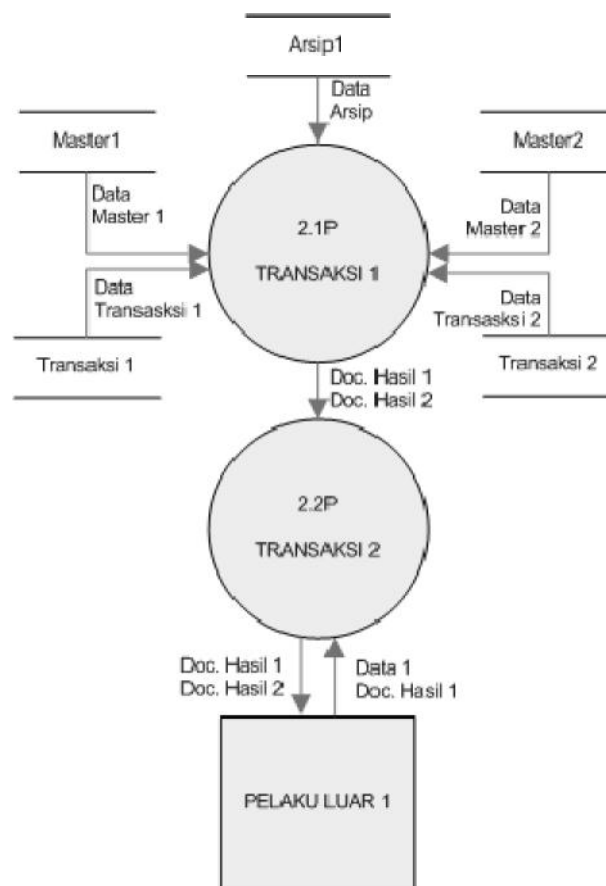 Arsip1
Data
Arsip
Master1
Master2
Data
Master 1
Data
Master 2
2.1P
TRANSAKSI 1
Data
Transasksi 1
Data
Transasksi 2
Transaksi 1
Transaksi 2
Doc. Hasil 1
Doc. Hasil 2
2.2P
TRANSAKSI 2
Doc. Hasil 1
Doc. Hasil 2
Data 1
Doc. Hasil 1
PELAKU LUAR 1